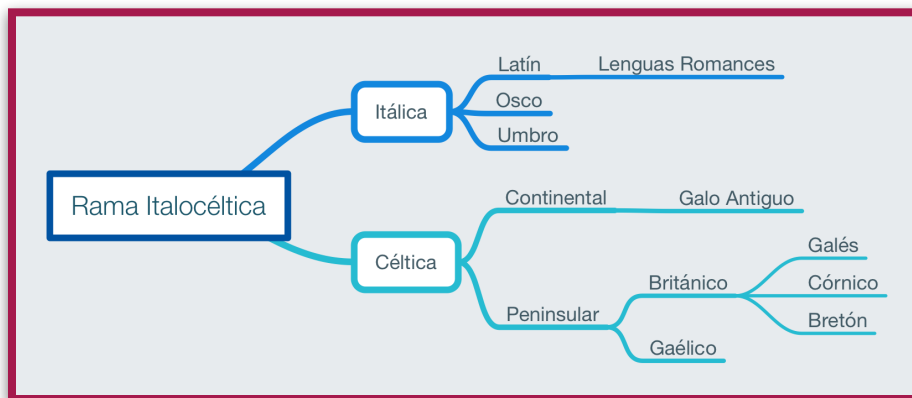 Rama Italocéltica
Itálica
Latín
Lenguas Romances
Osco
Umbro
Céltica
Continental
Galo Antiguo
Peninsular
Británico
Galés
Córnico
Bretón
Gaélico